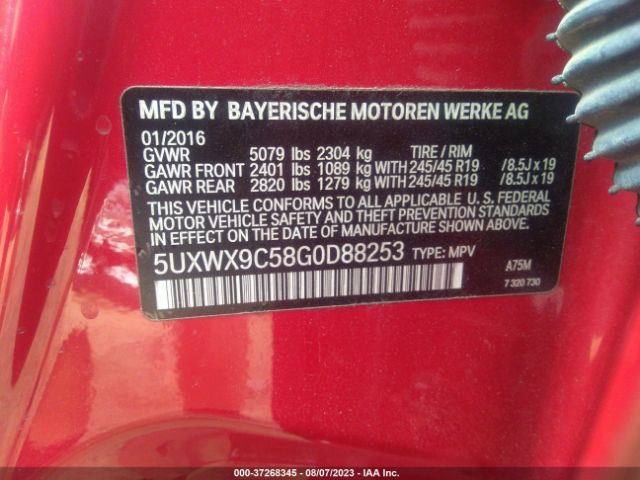 MFD BY BAYERISCHE MOTOREN WERKE AG
01/2016
GVWR 5079 lbs 2304 kg TIRE / RIM
GAWR FRONT 2401 lbs 1089 kg WITH 245/45 R19 / 8.5J x 19
GAWR REAR 2820 lbs 1279 kg WITH 245/45 R19 / 8.5J x 19
THIS VEHICLE CONFORMS TO ALL APPLICABLE U. S. FEDERAL
MOTOR VEHICLE SAFETY AND THEFT PREVENTION STANDARDS
IN EFFECT ON THE DATE OF MANUFACTURE SHOWN ABOVE.
5UXWX9C58G0D88253 TYPE: MPV
A75M
7 320 730
000-37268345 - 08/07/2023 - IAA Inc.